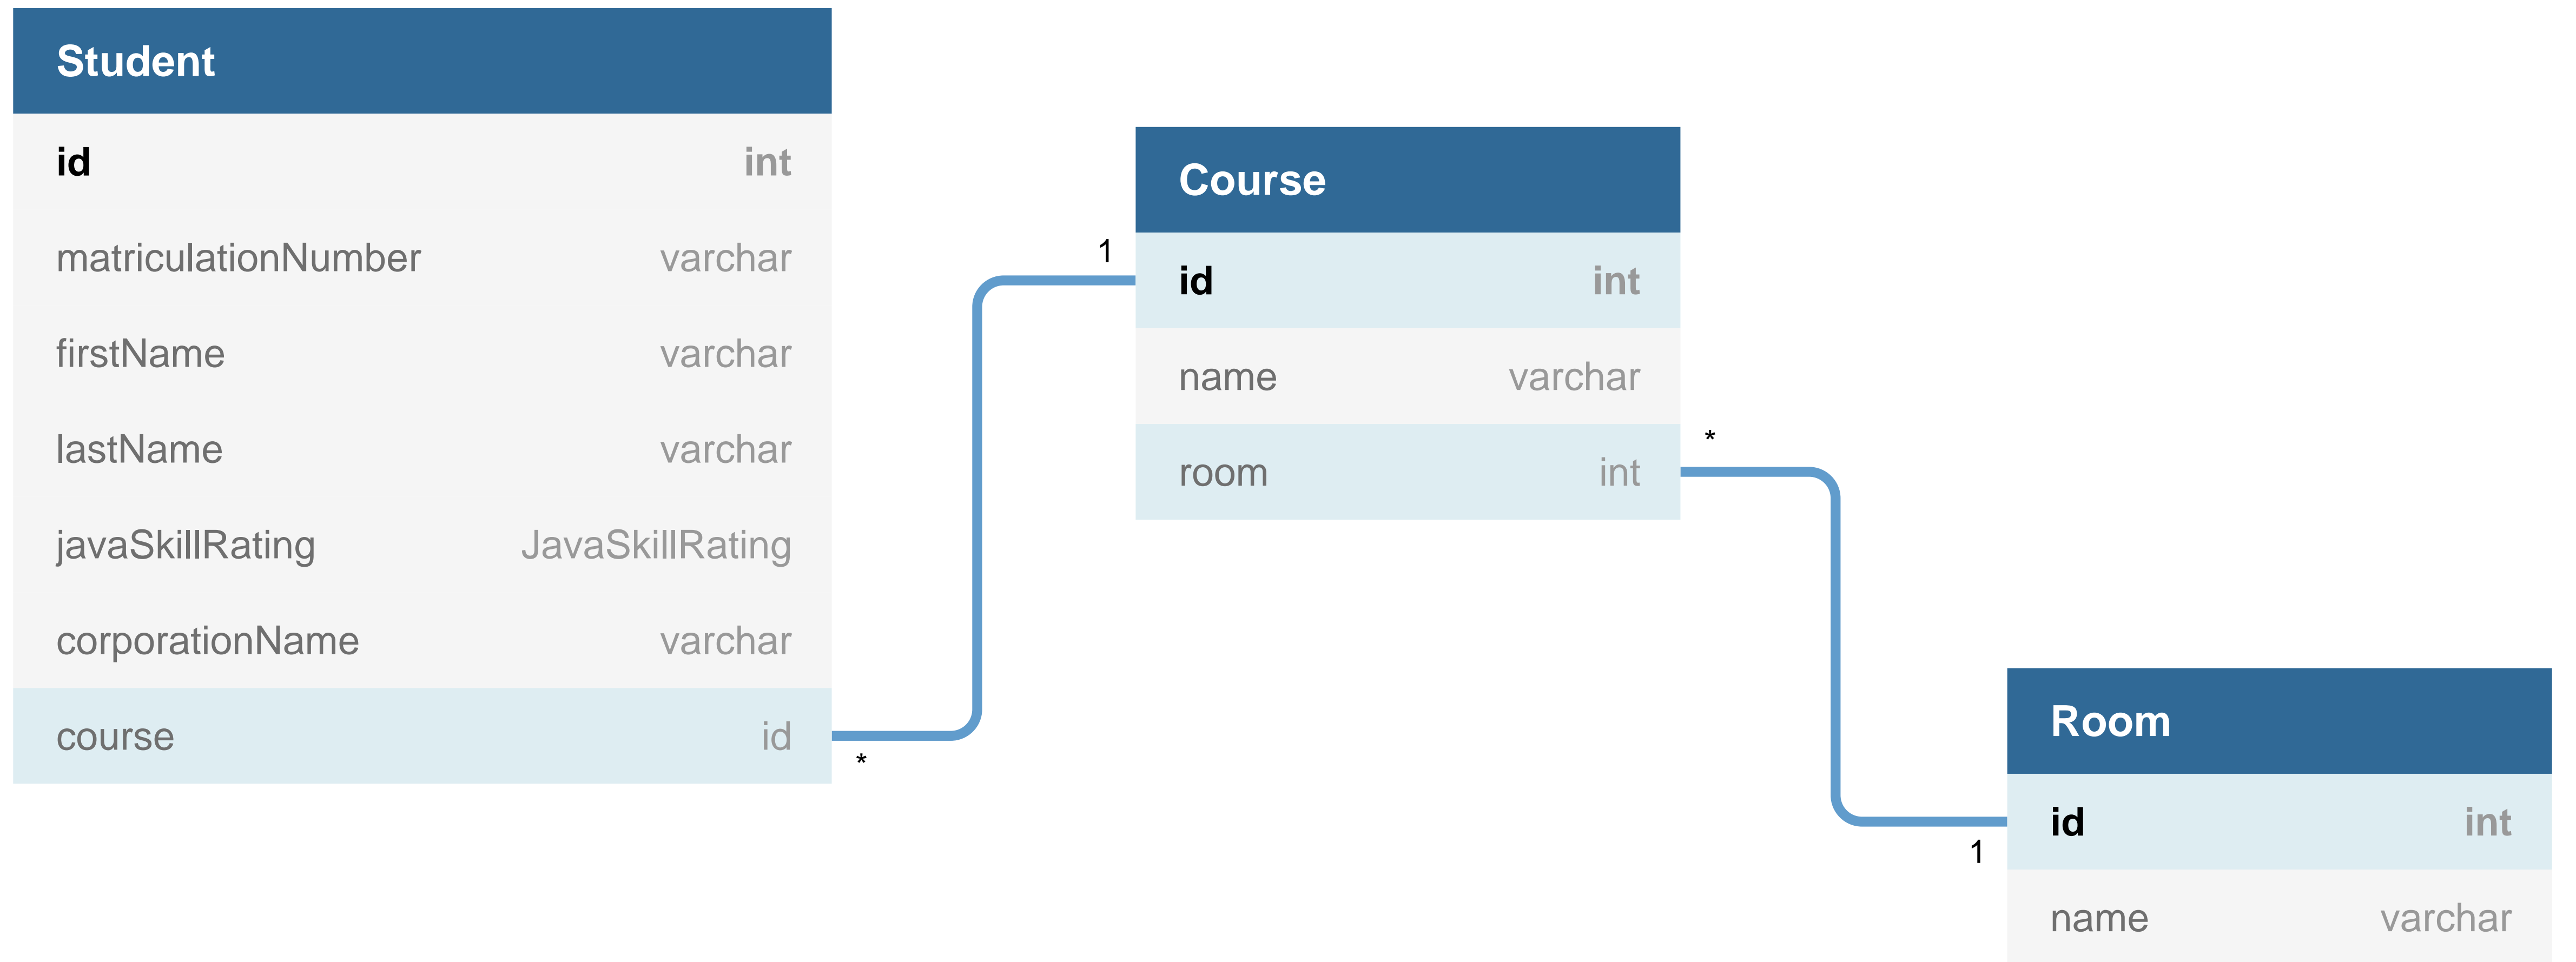 Student
id int
matriculationNumber varchar
firstName varchar
lastName varchar
javaSkillRating JavaSkillRating
corporationName varchar
course id
*
1
Course
id int
name varchar
room int
*
1
Room
id int
name varchar